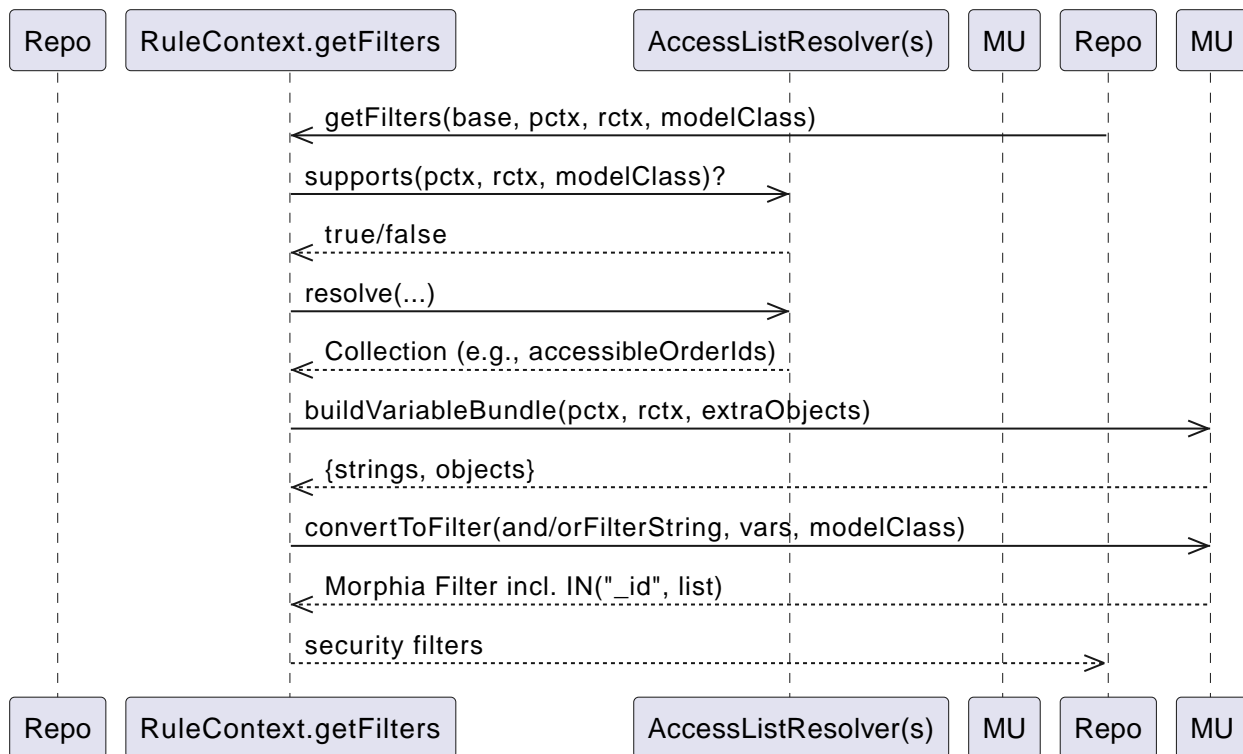 Repo
RuleContext.getFilters
AccessListResolver(s)
MU
Repo
MU
getFilters(base, pctx, rctx, modelClass)
supports(pctx, rctx, modelClass)?
true/false
resolve(...)
Collection (e.g., accessibleOrderIds)
buildVariableBundle(pctx, rctx, extraObjects)
{strings, objects}
convertToFilter(and/orFilterString, vars, modelClass)
Morphia Filter incl. IN("_id", list)
security filters
Repo
RuleContext.getFilters
AccessListResolver(s)
MU
Repo
MU